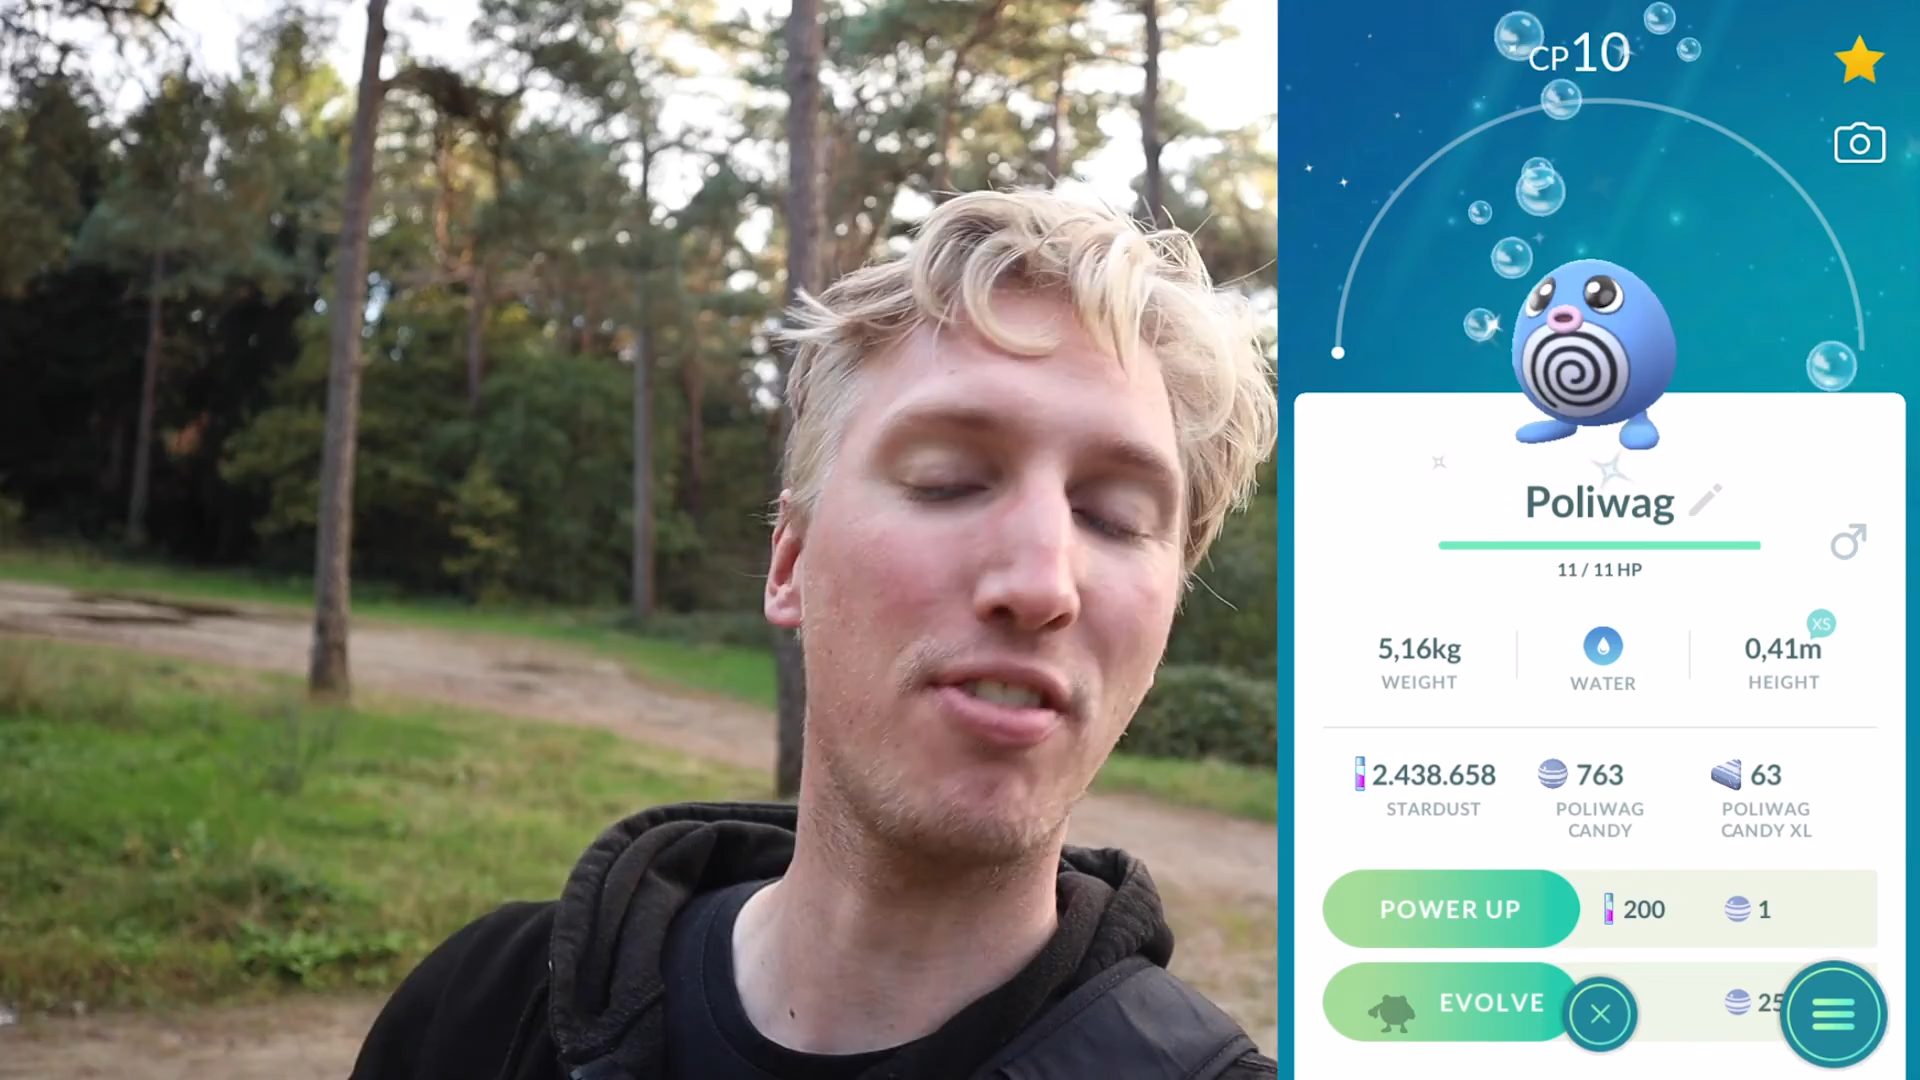 CP10
Poliwag
11 / 11 HP
XS
5,16kg
WEIGHT
WATER
0,41m
HEIGHT
2.438.658
STARDUST
763
POLIWAG
CANDY
63
POLIWAG
CANDY XL
POWER UP
200
1
EVOLVE
25